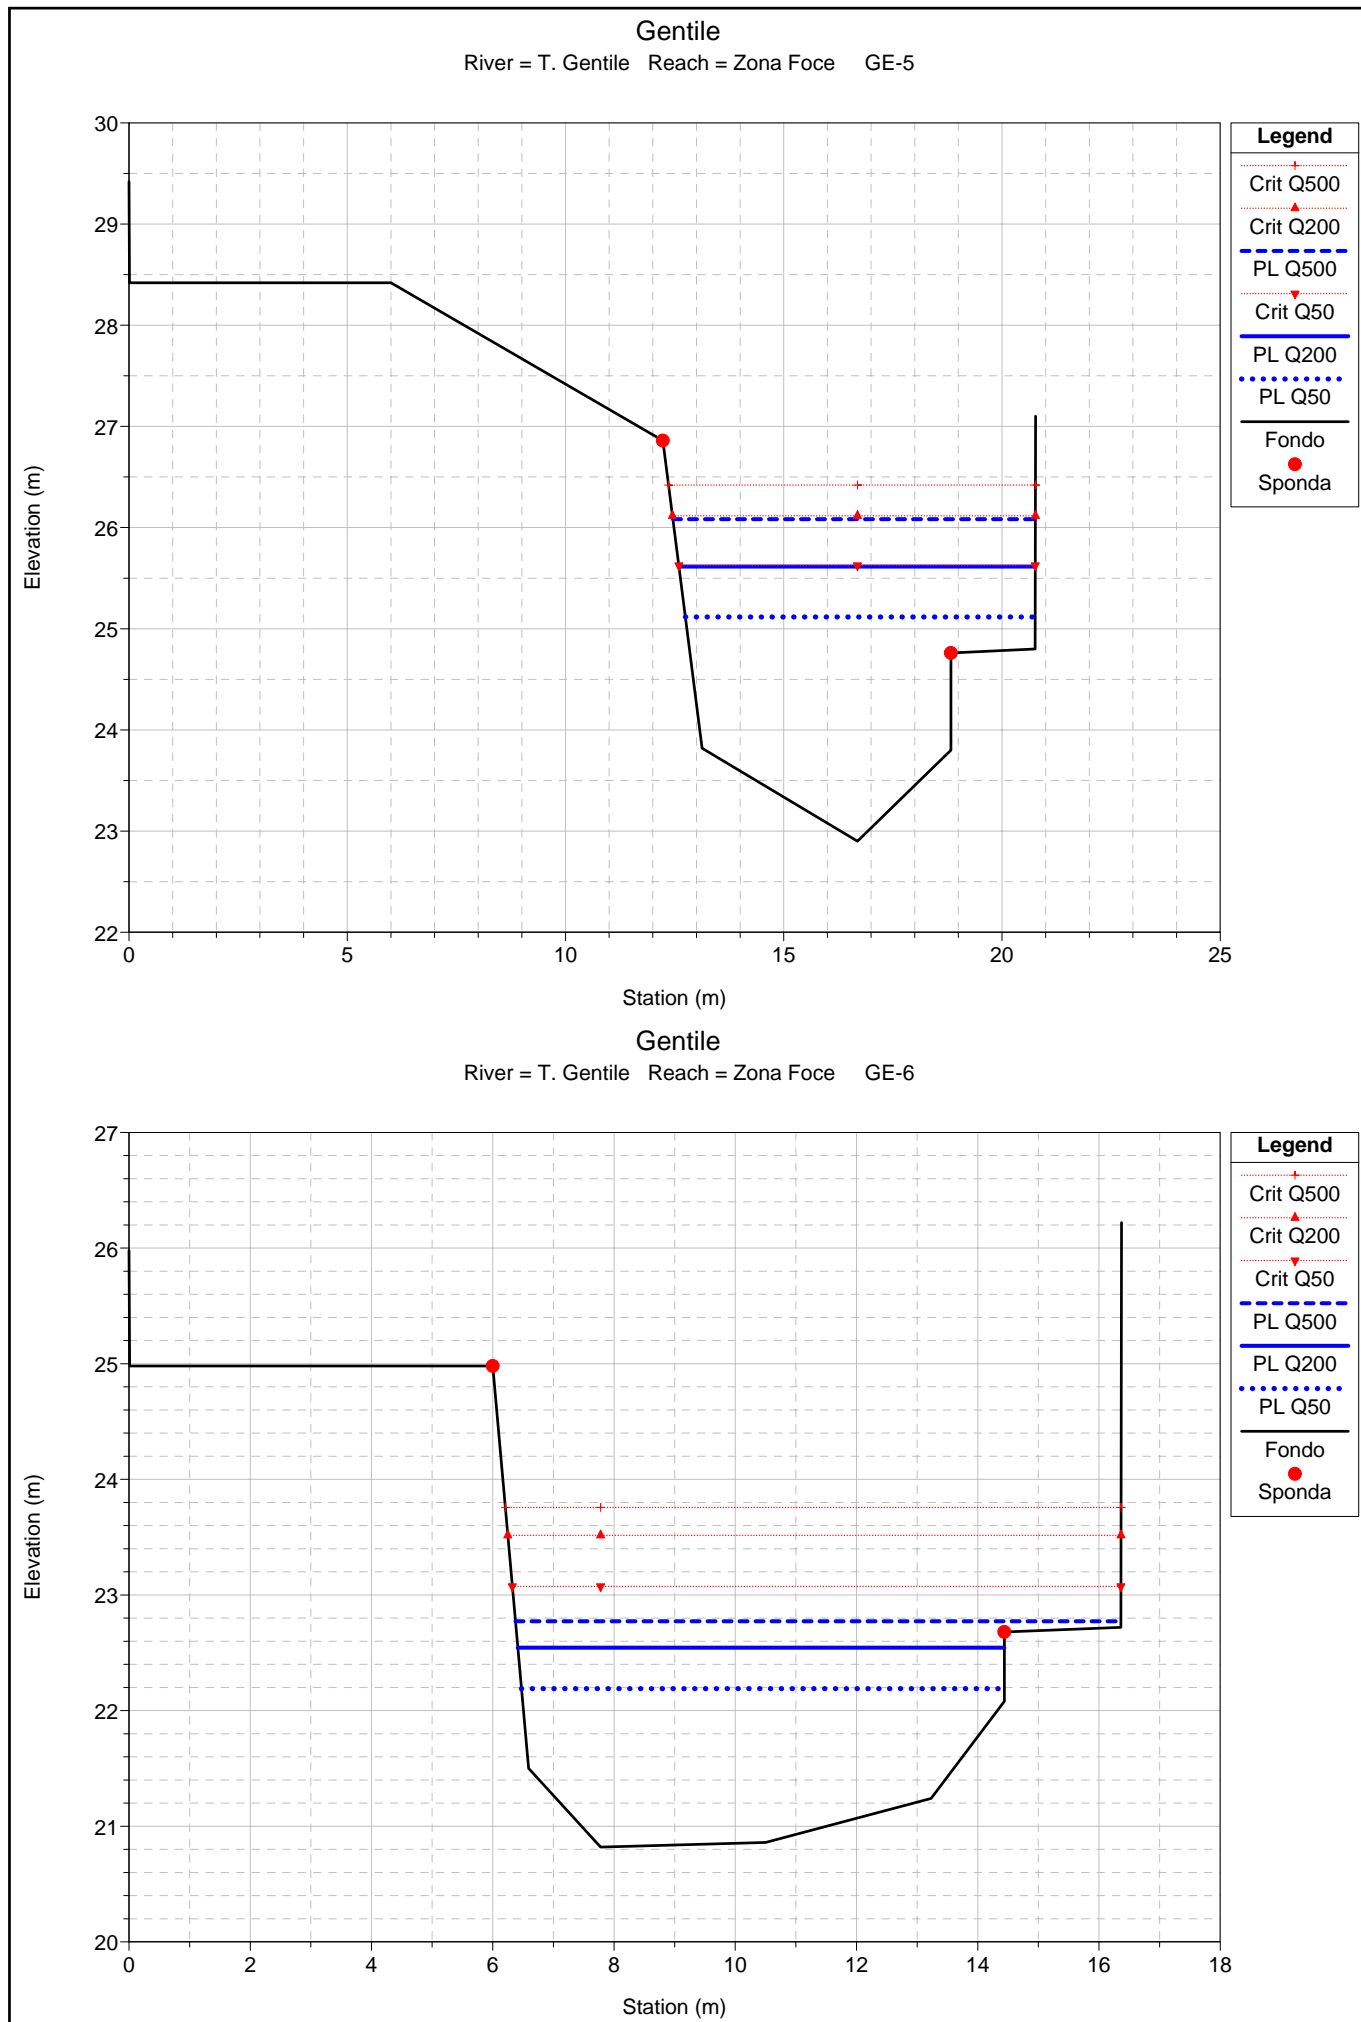 Gentile
River = T. Gentile Reach = Zona Foce GE-5
30
29
28
27
26
25
24
23
22
Elevation (m)
0 5 10 15 20 25
Station (m)
Legend
Crit Q500
Crit Q200
PL Q500
Crit Q50
PL Q200
PL Q50
Fondo
Sponda
Gentile
River = T. Gentile Reach = Zona Foce GE-6
27
26
25
24
23
22
21
20
Elevation (m)
0 2 4 6 8 10 12 14 16 18
Station (m)
Legend
Crit Q500
Crit Q200
Crit Q50
PL Q500
PL Q200
PL Q50
Fondo
Sponda